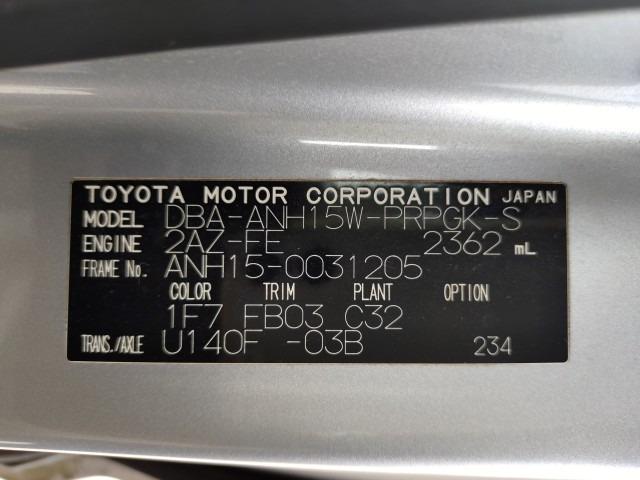 TOYOTA MOTOR CORPORATION JAPAN
MODEL DBA-ANH15W-PRPGK-S
ENGINE 2AZ-FE 2362 mL
FRAME NO. ANH15-0031205
COLOR TRIM PLANT OPTION
1F7 FB03 C32
TRANS./AXLE U140F -03B 234